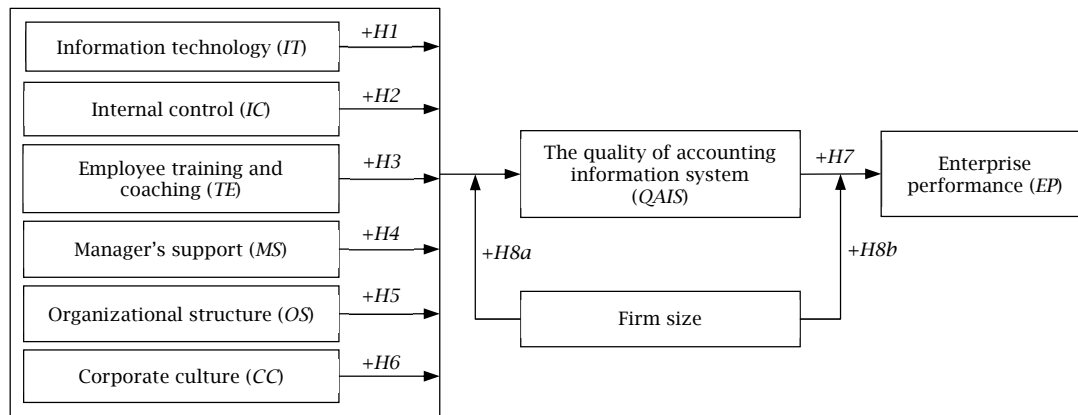 Information technology (IT)
+H1
Internal control (IC)
+H2
Employee training and
coaching (TE)
+H3
Manager's support (MS)
+H4
Organizational structure (OS)
+H5
Corporate culture (CC)
+H6
The quality of accounting
information system
(QAIS)
+H7
Enterprise
performance (EP)
+H8a
+H8b
Firm size